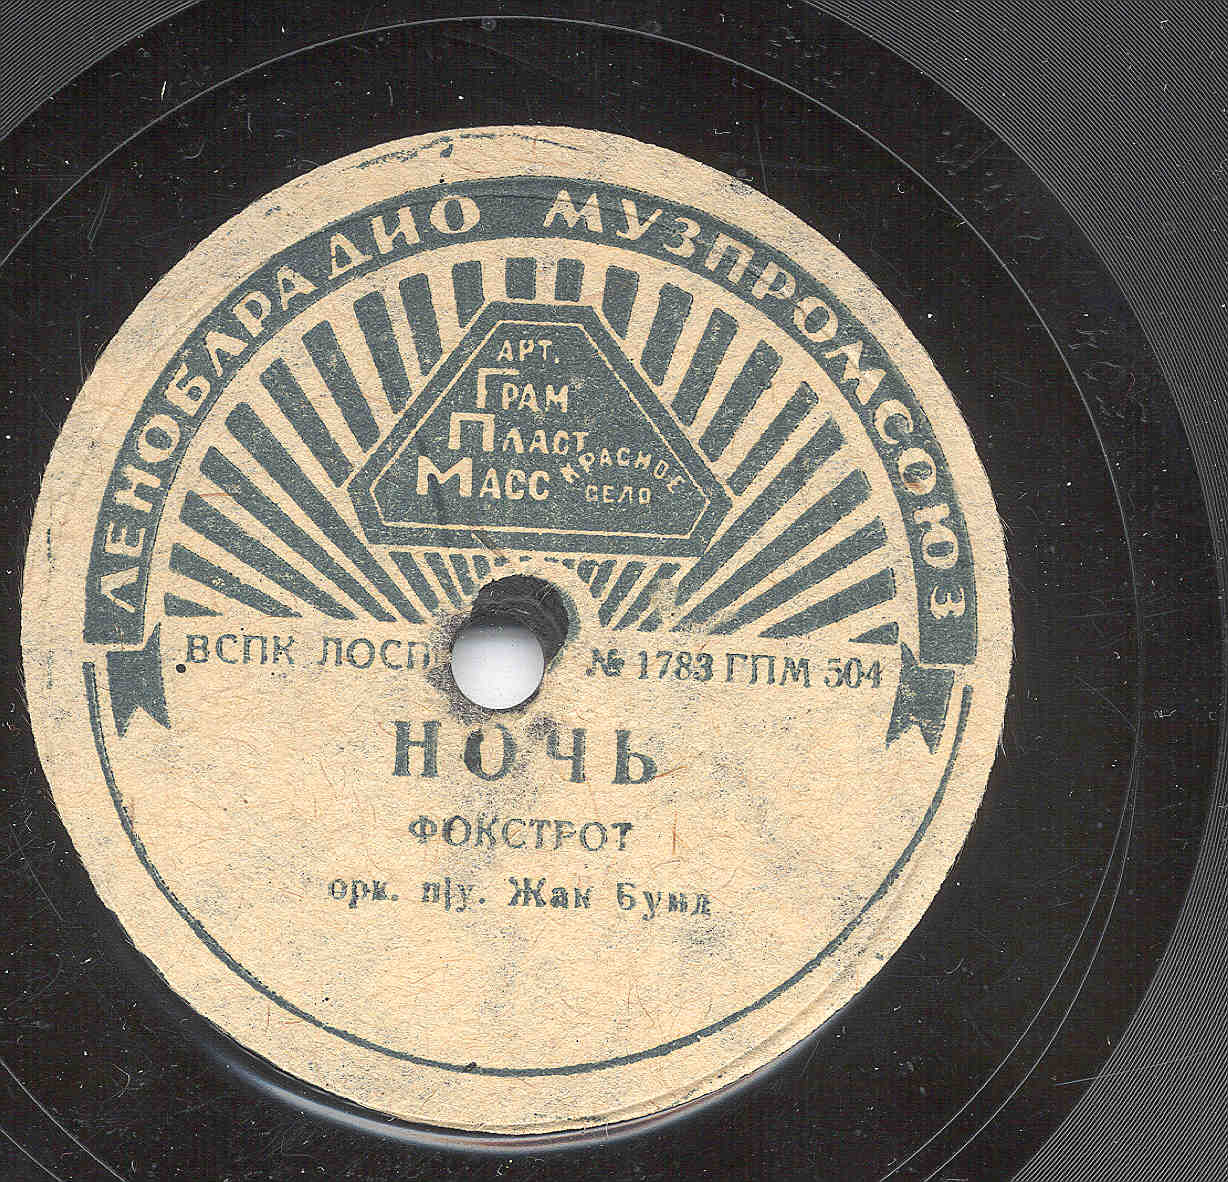 ЛЕНОБЛРАДИО МУЗПРОМСОЮЗ
АРТ.
ГРАМ
ПЛАСТ
МАСС
КРАСНОЕ
СЕЛО
ВСПК ЛОСП № 1783 ГПМ 504
НОЧЬ
ФОКСТРОТ
орк. п/у. Жак Бунд